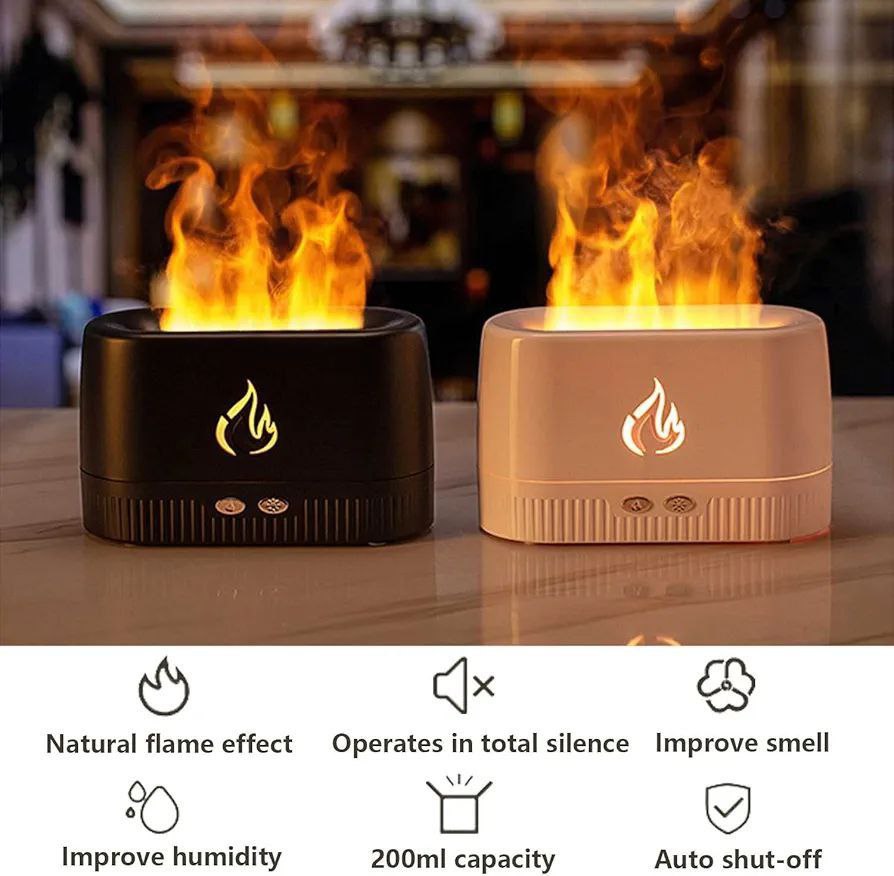 Natural flame effect
Operates in total silence
Improve smell
Improve humidity
200ml capacity
Auto shut-off